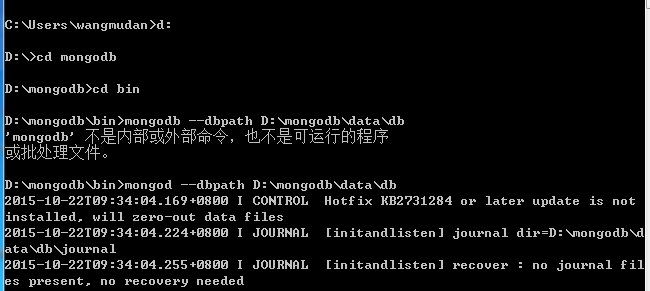 C:\Users\wangmudan>d:
D:\>cd mongodb
D:\mongodb>cd bin
D:\mongodb\bin>mongodb --dbpath D:\mongodb\data\db
'mongodb' 不是内部或外部命令，也不是可运行的程序
或批处理文件。
D:\mongodb\bin>mongod --dbpath D:\mongodb\data\db
2015-10-22T09:34:04.169+0800 I CONTROL  Hotfix KB2731284 or later update is not
installed, will zero-out data files
2015-10-22T09:34:04.224+0800 I JOURNAL  [initandlisten] journal dir=D:\mongodb\d
ata\db\journal
2015-10-22T09:34:04.255+0800 I JOURNAL  [initandlisten] recover : no journal fil
es present, no recovery needed